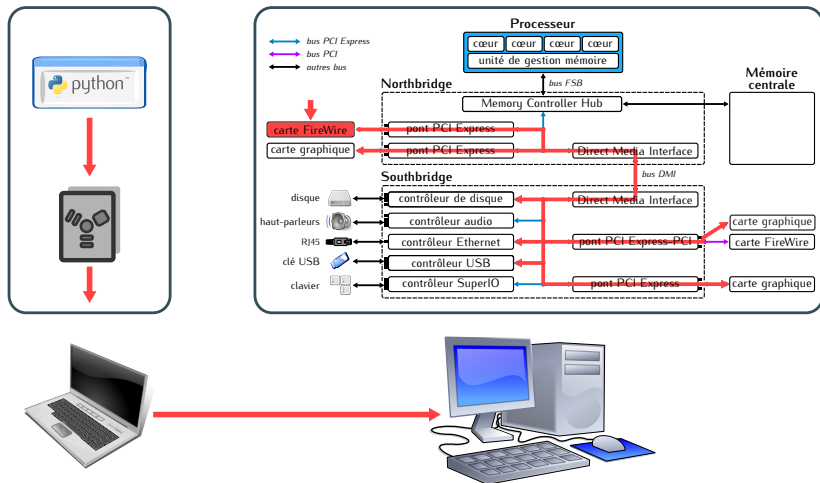 python
Processeur
cœur cœur cœur cœur
unité de gestion mémoire
bus PCI Express
bus PCI
autres bus
bus FSB
Northbridge
Memory Controller Hub
Mémoire
centrale
carte FireWire
pont PCI Express
carte graphique
pont PCI Express
Direct Media Interface
bus DMI
Southbridge
disque
contrôleur de disque
Direct Media Interface
haut-parleurs
contrôleur audio
carte graphique
RJ45
contrôleur Ethernet
pont PCI Express-PCI
carte FireWire
clé USB
contrôleur USB
clavier
contrôleur SuperIO
pont PCI Express
carte graphique